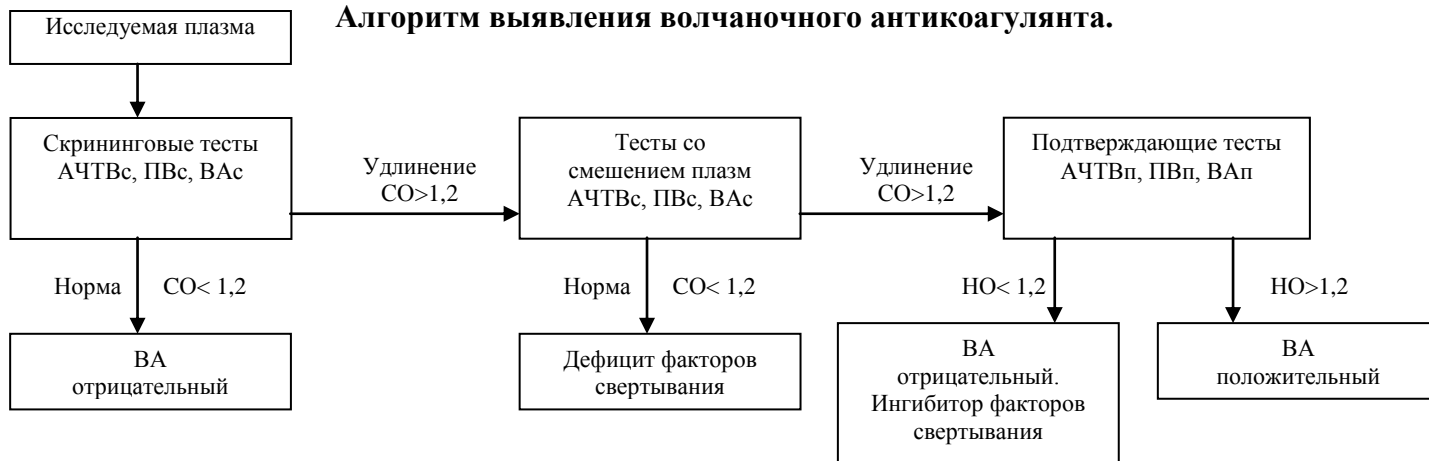 Алгоритм выявления волчаночного антикоагулянта.
Исследуемая плазма
Скрининговые тесты
АЧТВс, ПВс, ВАс
Удлинение
СО>1,2
Тесты со
смешением плазм
АЧТВс, ПВс, ВАс
Удлинение
СО>1,2
Подтверждающие тесты
АЧТВп, ПВп, ВАп
Норма СО< 1,2
Норма СО< 1,2
НО< 1,2
НО>1,2
ВА
отрицательный
Дефицит факторов
свертывания
ВА
отрицательный.
Ингибитор факторов
свертывания
ВА
положительный